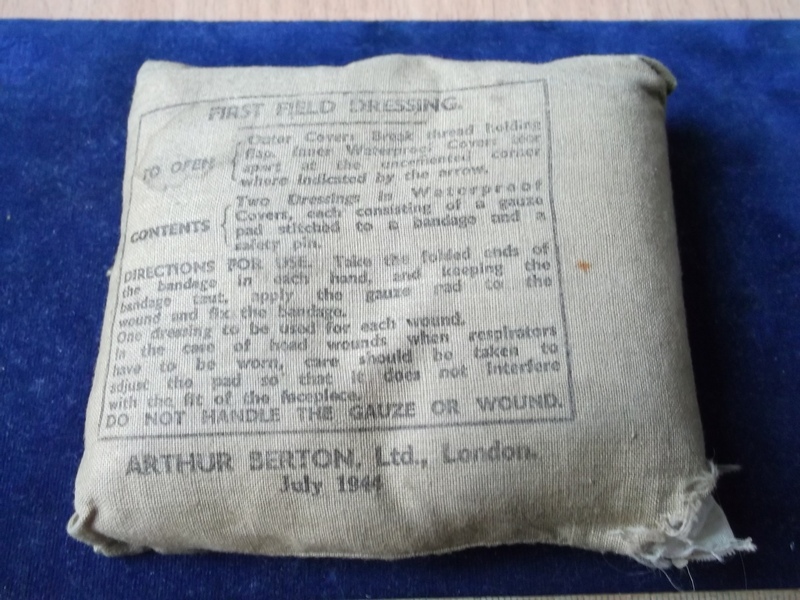 FIRST FIELD DRESSING.
TO OPEN { Outer Cover: Break thread holding
flap. Inner Waterproof Cover: tear
apart at the uncemented corner
where indicated by the arrow.
CONTENTS { Two Dressings in Waterproof
Covers, each consisting of a gauze
pad stitched to a bandage and a
safety pin.
DIRECTIONS FOR USE. Take the folded ends of
the bandage in each hand, and keeping the
bandage taut, apply the gauze pad to the
wound and fix the bandage.
One dressing to be used for each wound.
In the case of head wounds when respirators
have to be worn, care should be taken to
adjust the pad so that it does not interfere
with the fit of the facepiece.
DO NOT HANDLE THE GAUZE OR WOUND.
ARTHUR BERTON, Ltd., London.
July 1944